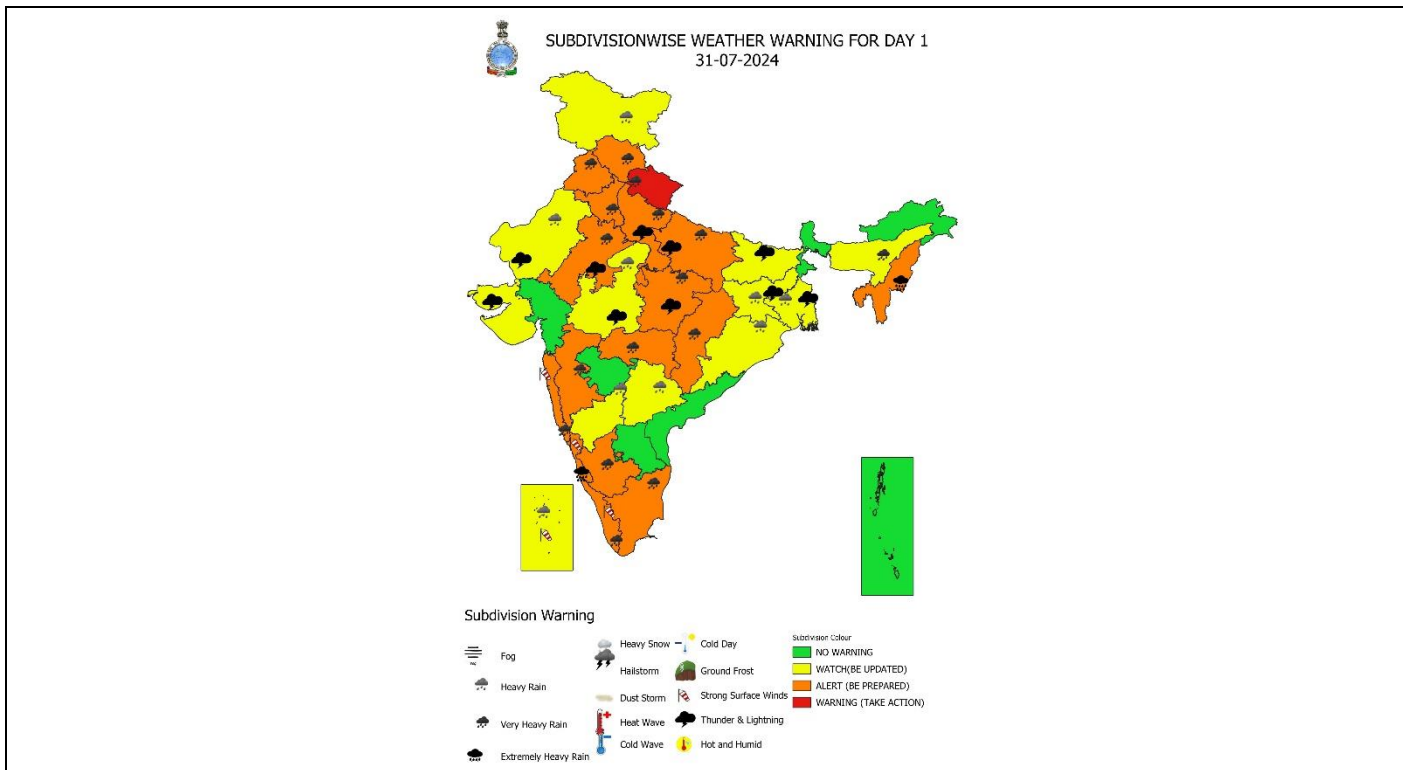 SUBDIVISIONWISE WEATHER WARNING FOR DAY 1
31-07-2024
Subdivision Warning
Fog
Heavy Rain
Very Heavy Rain
Extremely Heavy Rain
Heavy Snow
Hailstorm
Dust Storm
Heat Wave
Cold Wave
Cold Day
Ground Frost
Strong Surface Winds
Thunder & Lightning
Hot and Humid
Subdivision Colour
NO WARNING
WATCH(BE UPDATED)
ALERT (BE PREPARED)
WARNING (TAKE ACTION)